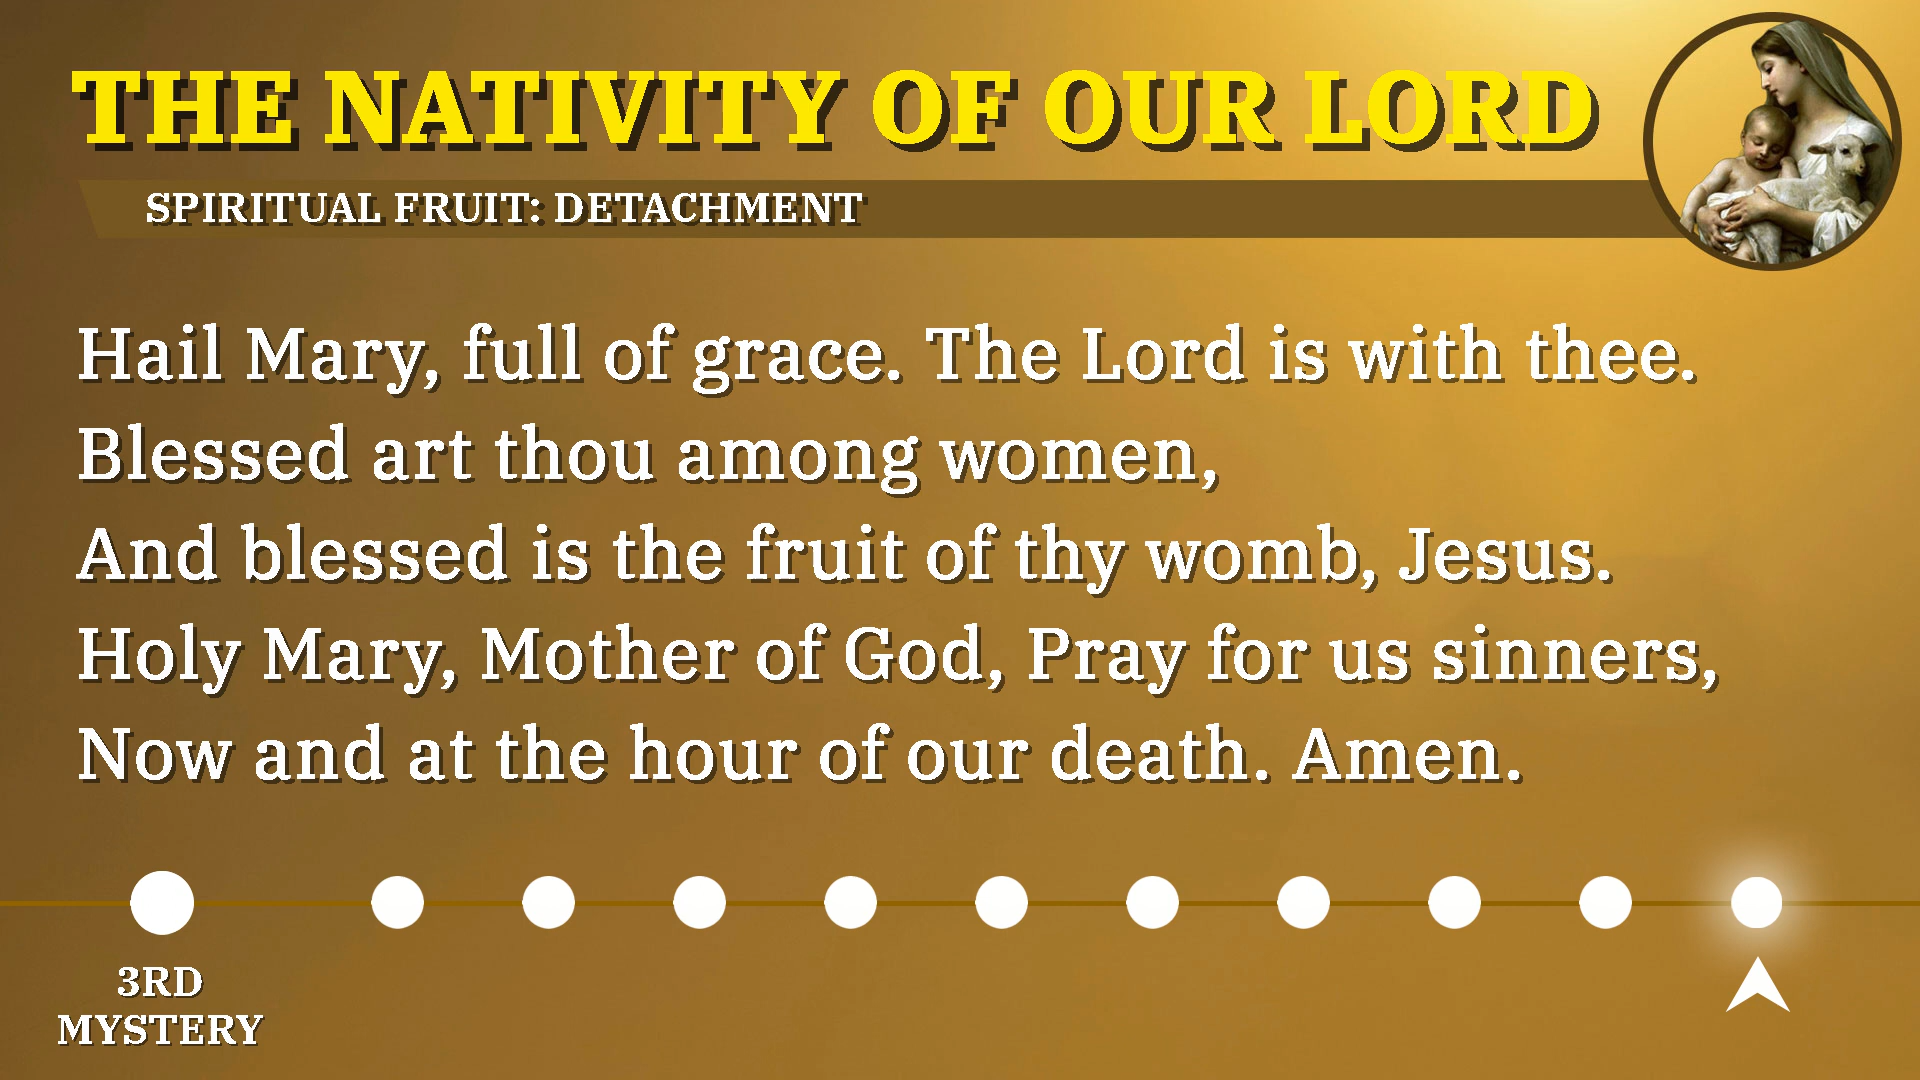 THE NATIVITY OF OUR LORD
SPIRITUAL FRUIT: DETACHMENT
Hail Mary, full of grace. The Lord is with thee.
Blessed art thou among women,
And blessed is the fruit of thy womb, Jesus.
Holy Mary, Mother of God, Pray for us sinners,
Now and at the hour of our death. Amen.
3RD
MYSTERY